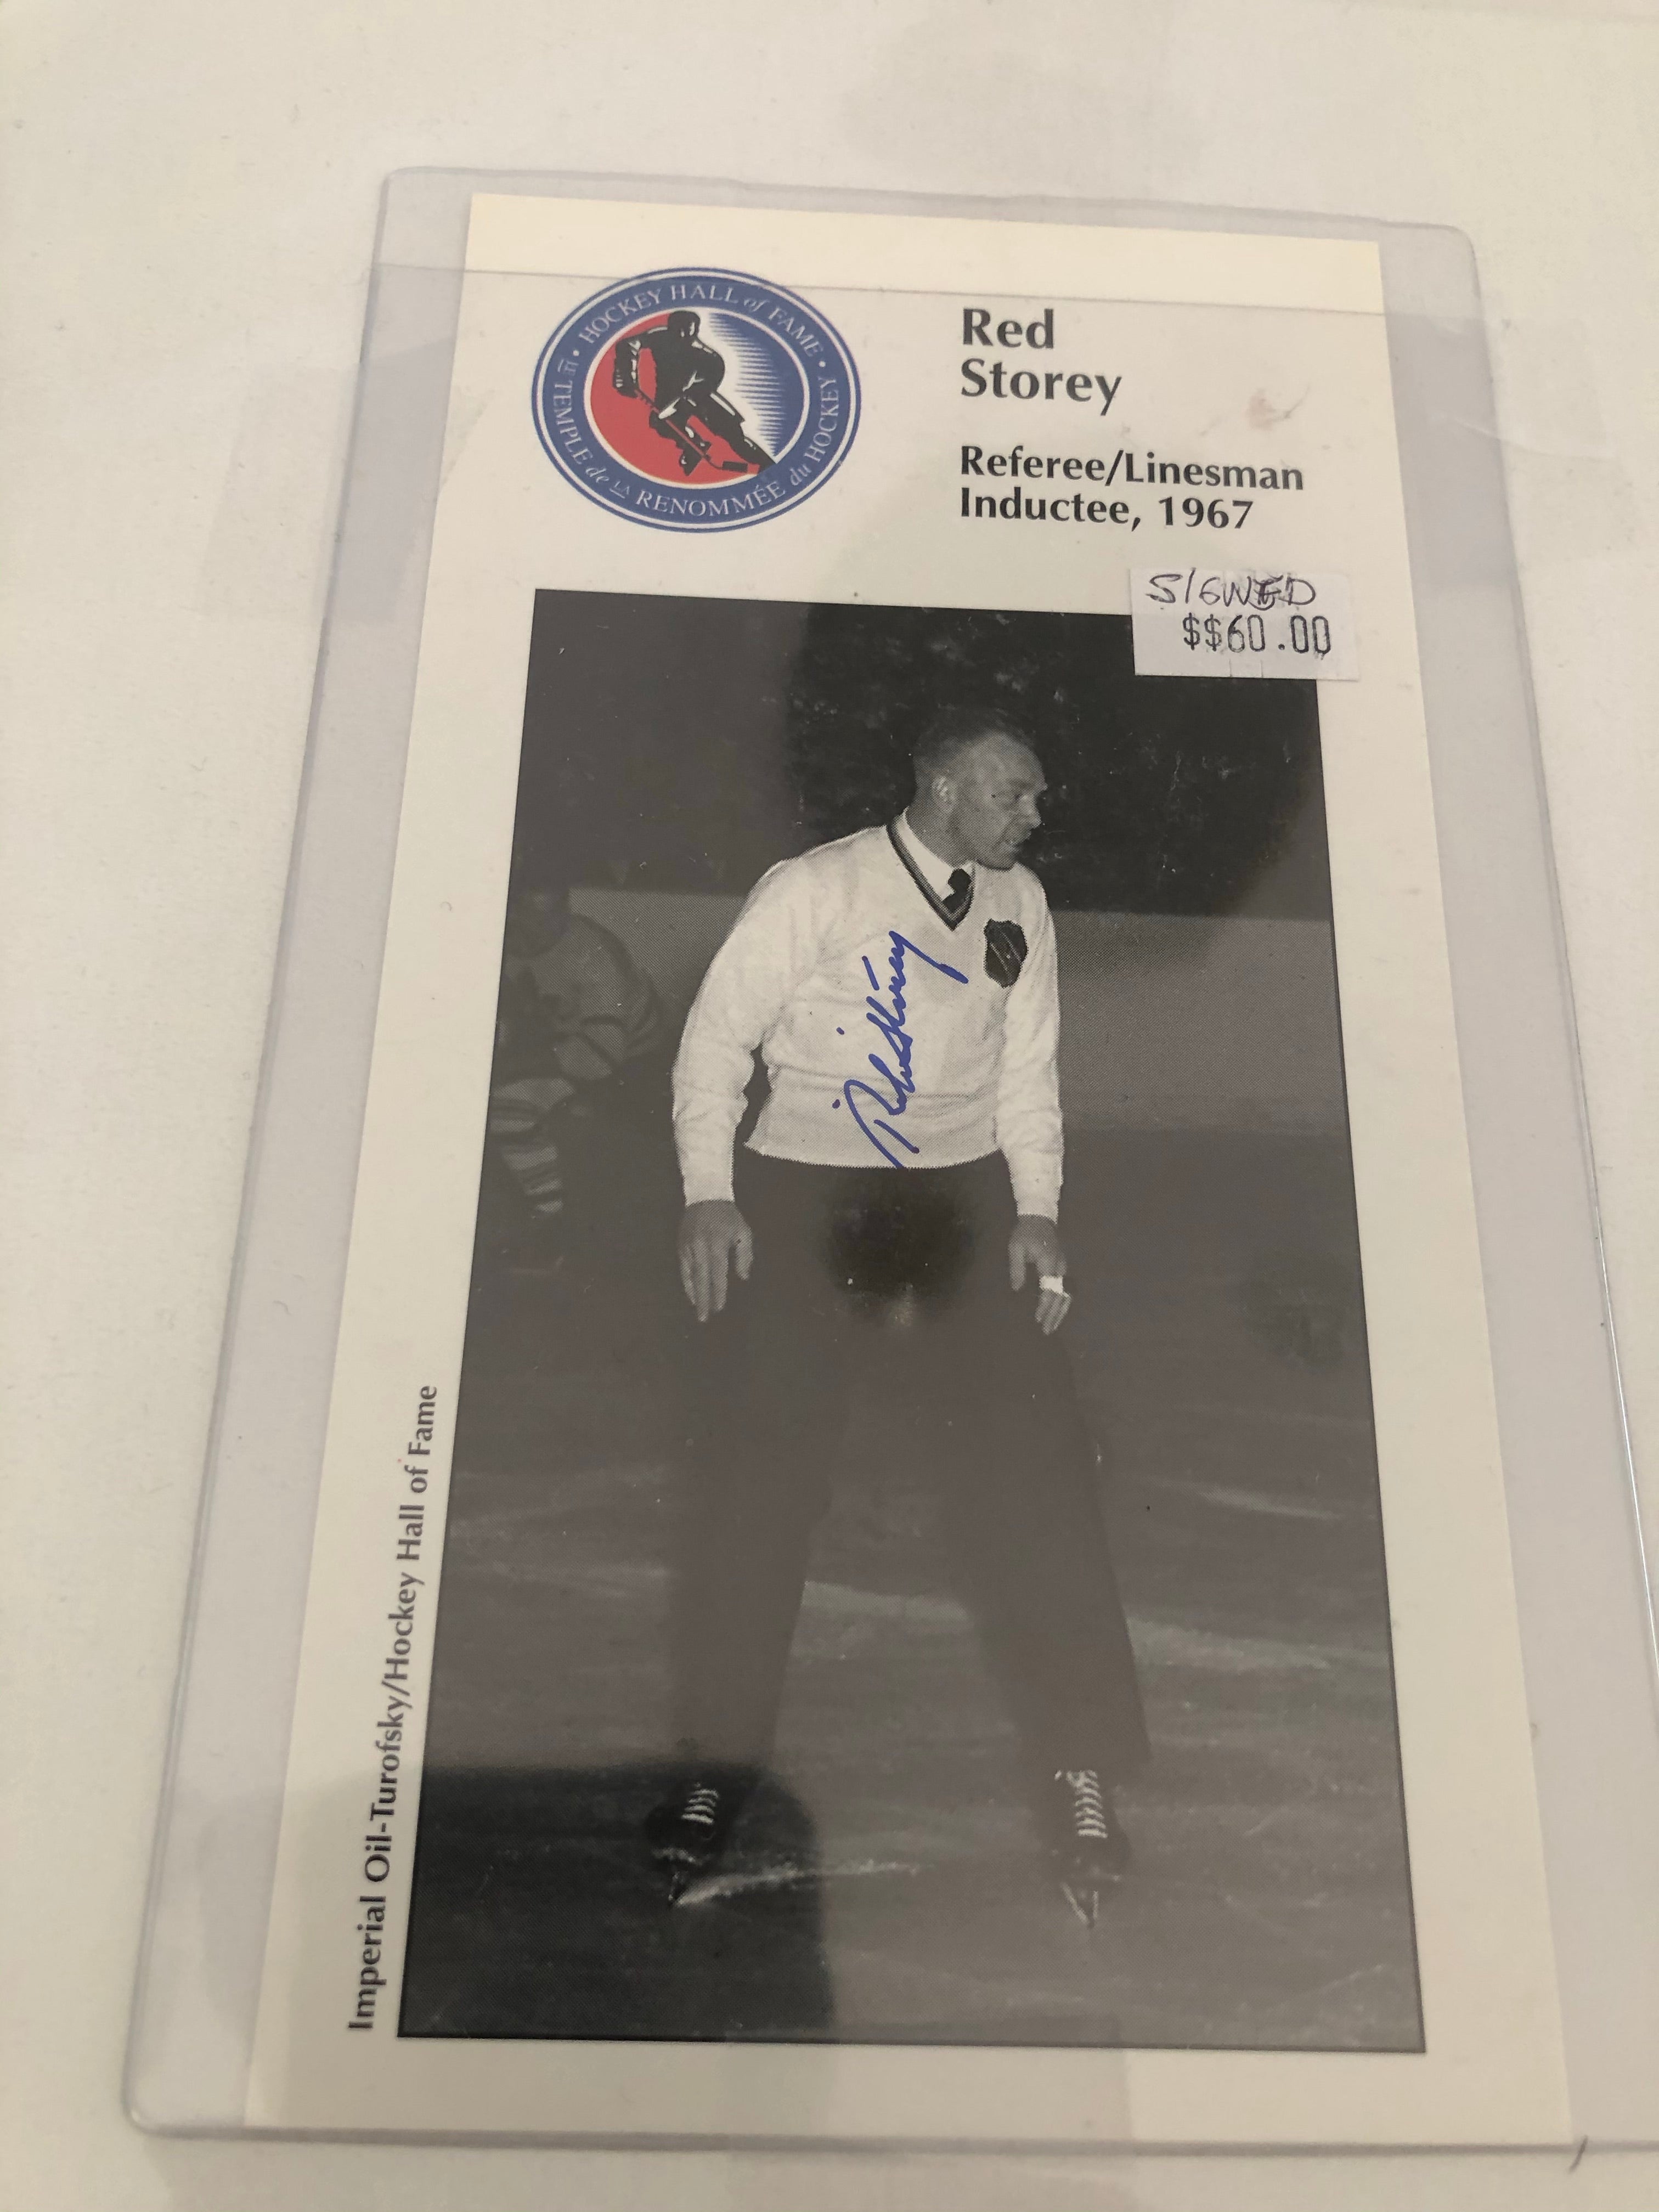 HOCKEY HALL of FAME • TEMPLE de LA RENOMMÉE du HOCKEY •
Red
Storey
Referee/Linesman
Inductee, 1967
SIGNED
$$60.00
Imperial Oil-Turofsky/Hockey Hall of Fame